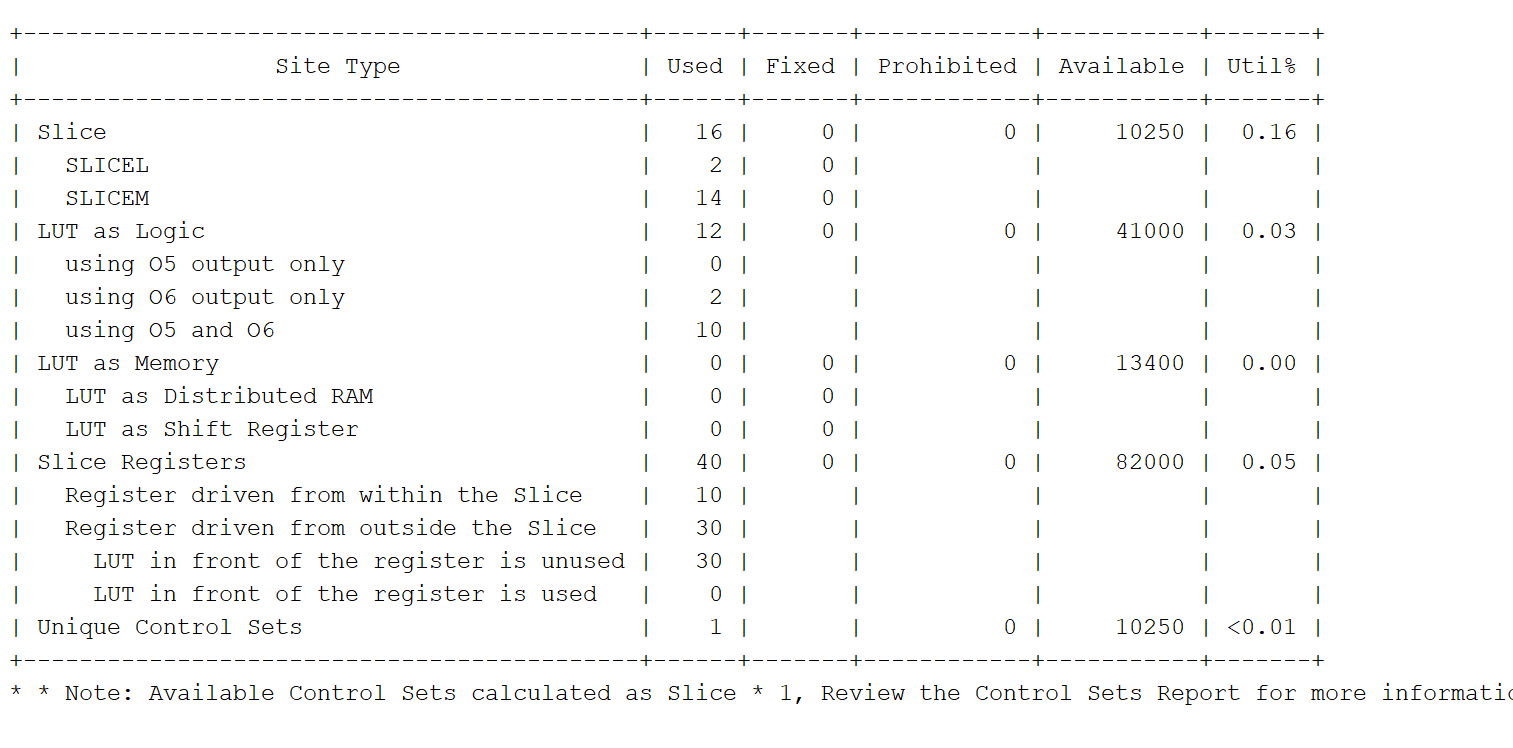 +--------------------------------------------+------+-------+------------+-----------+-------+
|                  Site Type                 | Used | Fixed | Prohibited | Available | Util% |
+--------------------------------------------+------+-------+------------+-----------+-------+
| Slice                                      |   16 |     0 |          0 |     10250 |  0.16 |
|   SLICEL                                   |    2 |     0 |            |           |       |
|   SLICEM                                   |   14 |     0 |            |           |       |
| LUT as Logic                               |   12 |     0 |          0 |     41000 |  0.03 |
|   using O5 output only                     |    0 |       |            |           |       |
|   using O6 output only                     |    2 |       |            |           |       |
|   using O5 and O6                          |   10 |       |            |           |       |
| LUT as Memory                              |    0 |     0 |          0 |     13400 |  0.00 |
|   LUT as Distributed RAM                   |    0 |     0 |            |           |       |
|   LUT as Shift Register                    |    0 |     0 |            |           |       |
| Slice Registers                            |   40 |     0 |          0 |     82000 |  0.05 |
|   Register driven from within the Slice    |   10 |       |            |           |       |
|   Register driven from outside the Slice   |   30 |       |            |           |       |
|     LUT in front of the register is unused |   30 |       |            |           |       |
|     LUT in front of the register is used   |    0 |       |            |           |       |
| Unique Control Sets                        |    1 |       |          0 |     10250 | <0.01 |
+--------------------------------------------+------+-------+------------+-----------+-------+
* * Note: Available Control Sets calculated as Slice * 1, Review the Control Sets Report for more